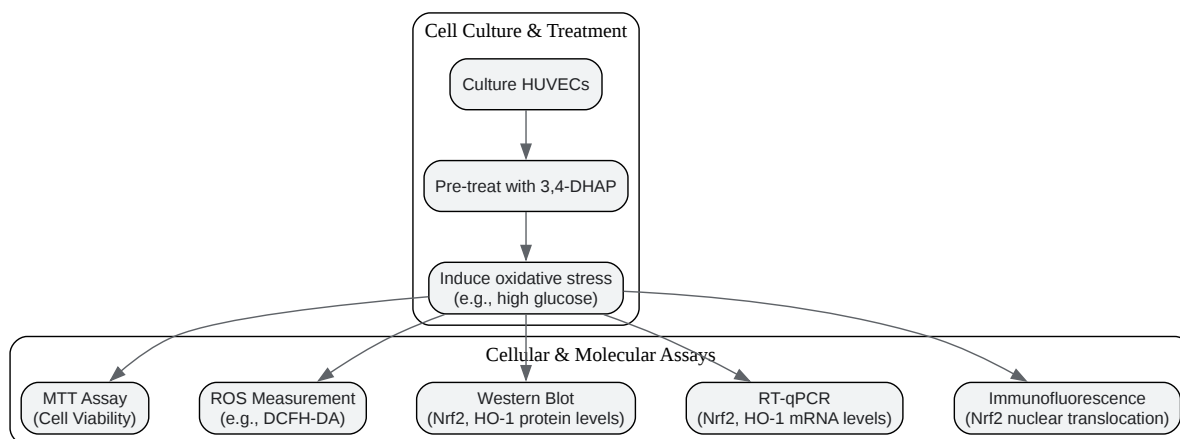 Cell Culture & Treatment
Culture HUVECs
Pre-treat with 3,4-DHAP
Induce oxidative stress
(e.g., high glucose)
Cellular & Molecular Assays
MTT Assay
(Cell Viability)
ROS Measurement
(e.g., DCFH-DA)
Western Blot
(Nrf2, HO-1 protein levels)
RT-qPCR
(Nrf2, HO-1 mRNA levels)
Immunofluorescence
(Nrf2 nuclear translocation)